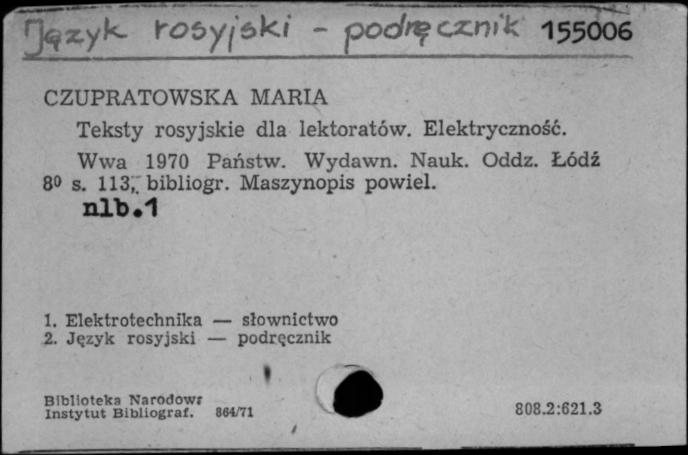 Język rosyjski - podręcznik 155006
CZUPRATOWSKA MARIA
Teksty rosyjskie dla lektoratów. Elektryczność.
Wwa 1970 Państw. Wydawn. Nauk. Oddz. Łódź
8⁰ s. 113, bibliogr. Maszynopis powiel.
nlb.1
1. Elektrotechnika — słownictwo
2. Język rosyjski — podręcznik
Biblioteka Narodowa
Instytut Bibliograf. 864/71
808.2:621.3